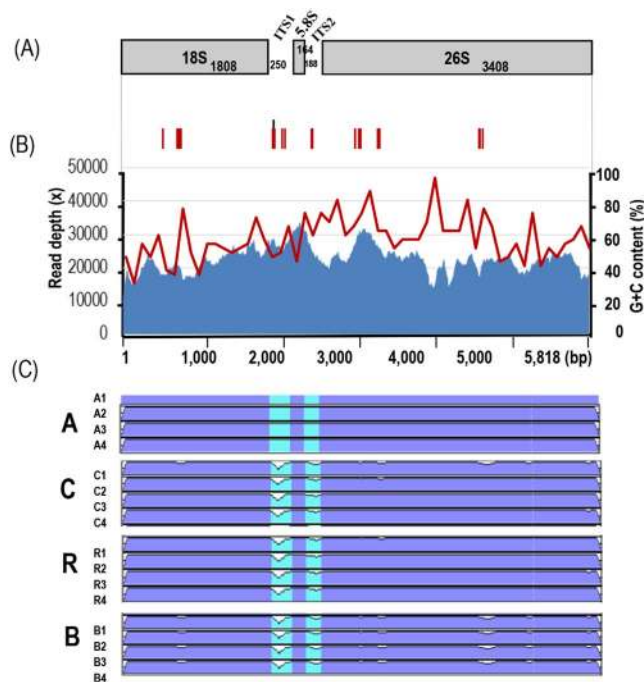 (A)
ITS1
5.8S
ITS2
18S 1808
250
164
188
26S 3408
(B)
50000
40000
30000
20000
10000
0
Read depth (x)
100
80
60
40
20
0
G+C content (%)
1 1,000 2,000 3,000 4,000 5,000 5,818 (bp)
(C)
A
A1
A2
A3
A4
C
C1
C2
C3
C4
R
R1
R2
R3
R4
B
B1
B2
B3
B4